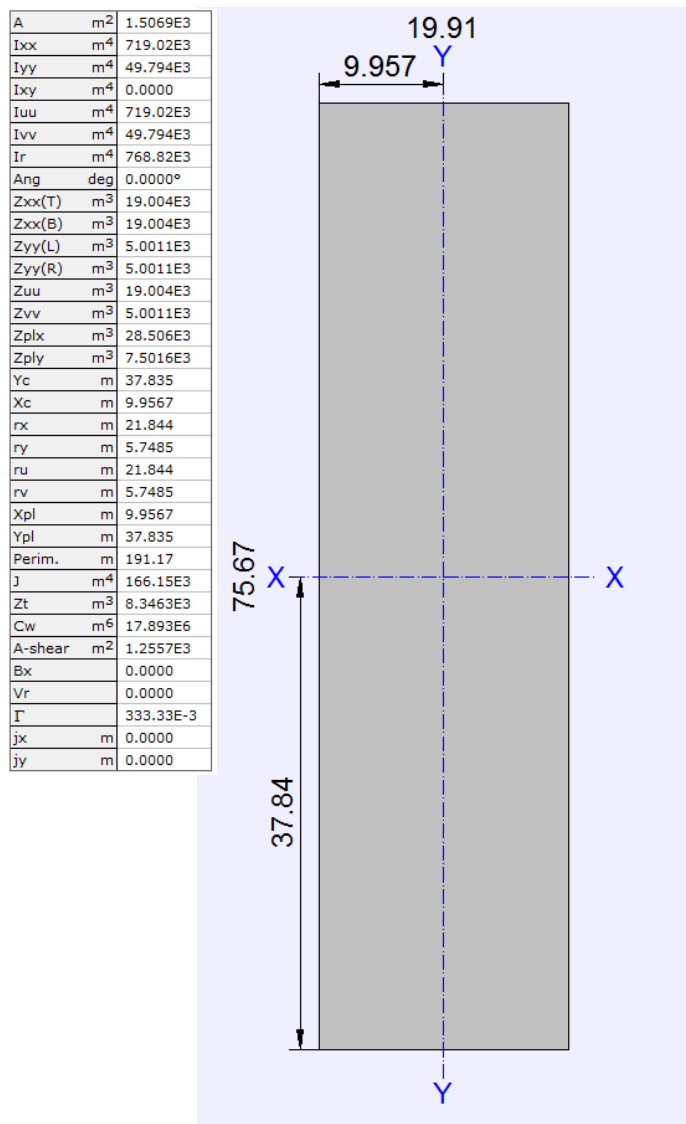 A m2 1.5069E3
Ixx m4 719.02E3
Iyy m4 49.794E3
Ixy m4 0.0000
Iuu m4 719.02E3
Ivv m4 49.794E3
Ir m4 768.82E3
Ang deg 0.0000°
Zxx(T) m3 19.004E3
Zxx(B) m3 19.004E3
Zyy(L) m3 5.0011E3
Zyy(R) m3 5.0011E3
Zuu m3 19.004E3
Zvv m3 5.0011E3
Zplx m3 28.506E3
Zply m3 7.5016E3
Yc m 37.835
Xc m 9.9567
rx m 21.844
ry m 5.7485
ru m 21.844
rv m 5.7485
Xpl m 9.9567
Ypl m 37.835
Perim. m 191.17
J m4 166.15E3
Zt m3 8.3463E3
Cw m6 17.893E6
A-shear m2 1.2557E3
Bx 0.0000
Vr 0.0000
Γ 333.33E-3
jx m 0.0000
jy m 0.0000
19.91
Y
9.957
75.67
X
X
37.84
Y